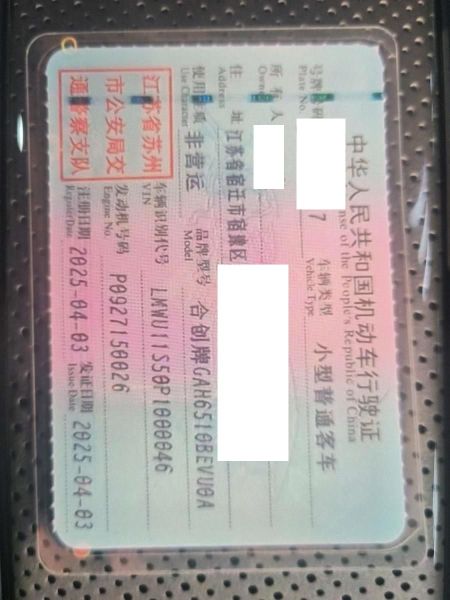 中华人民共和国机动车行驶证
nse of the People's Republic of China
号牌号码 7 车辆类型 小型普通客车
Plate No. Vehicle Type
所有人
Owner
住 址 江苏省宿迁市宿豫区
Address
使用性质 非营运 品牌型号 合创牌GAH6510BEVU0A
Use Character Model
江苏省苏州
市公安局交
通警察支队
车辆识别代号 LMWU11S50P1000046
VIN
发动机号码 P0927150026
Engine No.
注册日期 2025-04-03 发证日期 2025-04-03
Register Date Issue Date